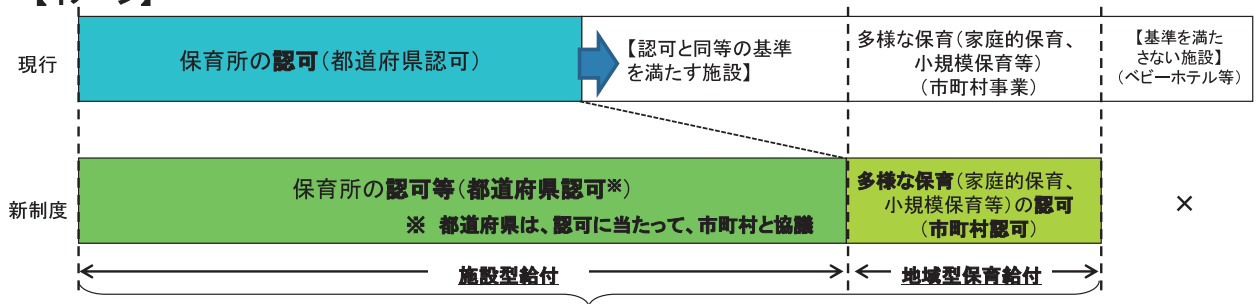 【イメージ】
現行
保育所の認可(都道府県認可)
【認可と同等の基準
を満たす施設】
多様な保育(家庭的保育、
小規模保育等)
(市町村事業)
【基準を満た
さない施設】
(ベビーホテル等)
新制度
保育所の認可等(都道府県認可※)
※ 都道府県は、認可に当たって、市町村と協議
多様な保育(家庭的保育、
小規模保育等)の認可
(市町村認可)
×
施設型給付
地域型保育給付